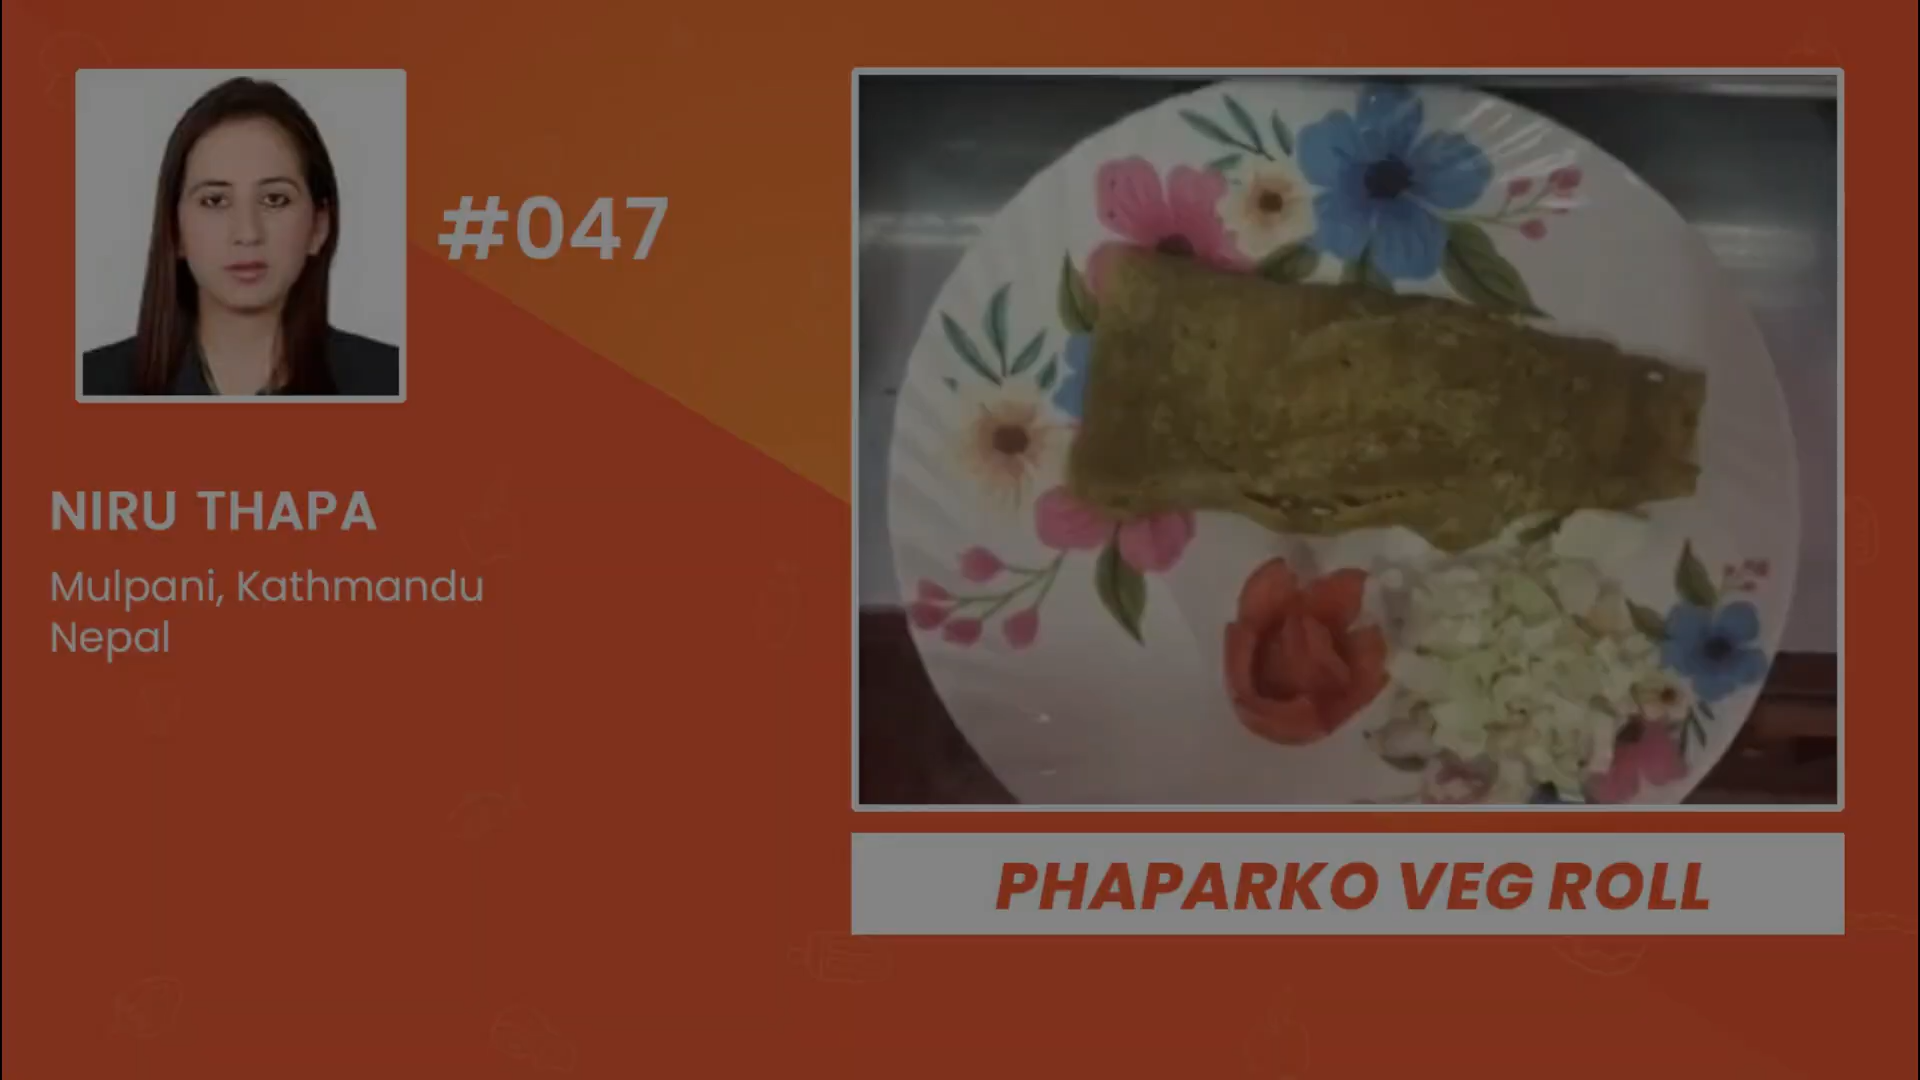 #047
NIRU THAPA
Mulpani, Kathmandu
Nepal
PHAPARKO VEG ROLL